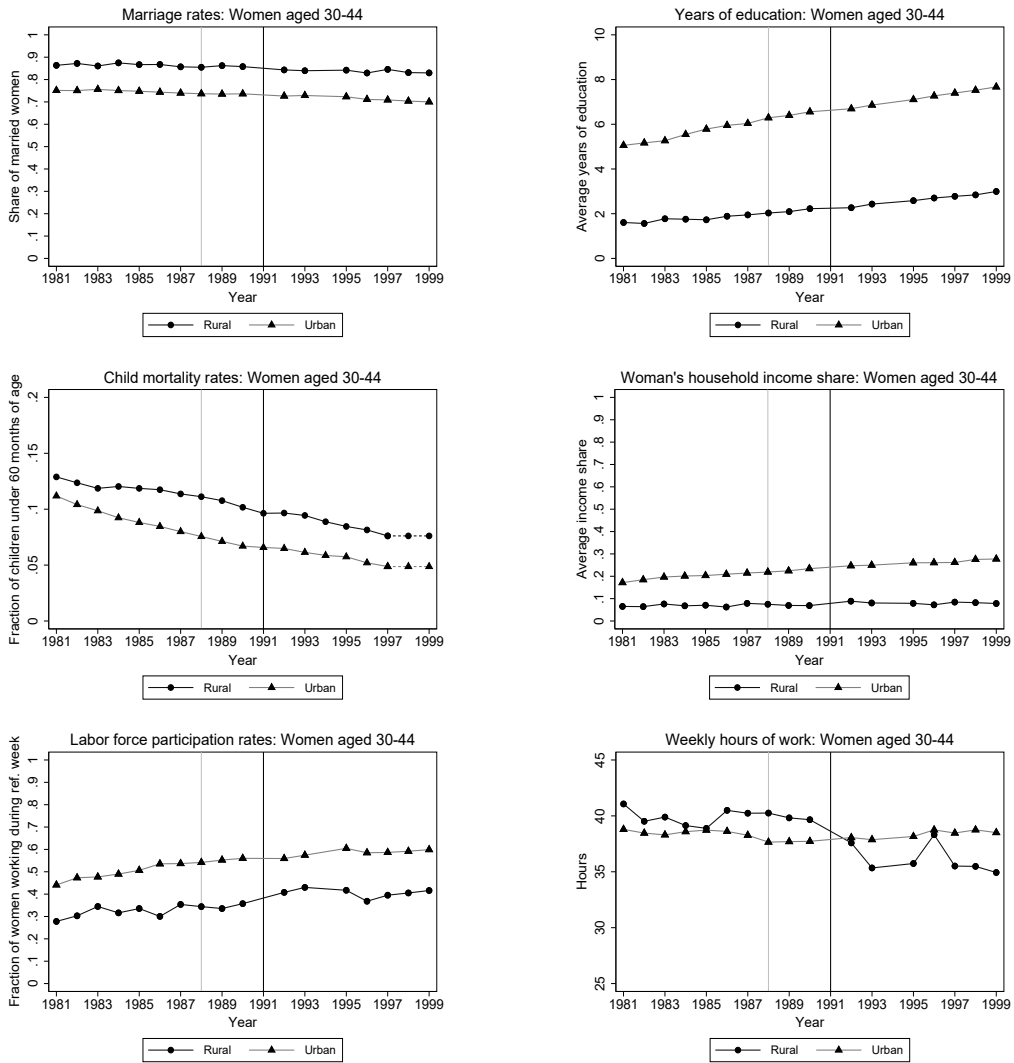 Marriage rates: Women aged 30-44
Share of married women
0 .1 .2 .3 .4 .5 .6 .7 .8 .9 1
1981 1983 1985 1987 1989 1991 1993 1995 1997 1999
Year
Rural Urban
Years of education: Women aged 30-44
Average years of education
0 2 4 6 8 10
1981 1983 1985 1987 1989 1991 1993 1995 1997 1999
Year
Rural Urban
Child mortality rates: Women aged 30-44
Fraction of children under 60 months of age
0 .05 .1 .15 .2
1981 1983 1985 1987 1989 1991 1993 1995 1997 1999
Year
Rural Urban
Woman's household income share: Women aged 30-44
Average income share
0 .1 .2 .3 .4 .5 .6 .7 .8 .9 1
1981 1983 1985 1987 1989 1991 1993 1995 1997 1999
Year
Rural Urban
Labor force participation rates: Women aged 30-44
Fraction of women working during ref. week
0 .1 .2 .3 .4 .5 .6 .7 .8 .9 1
1981 1983 1985 1987 1989 1991 1993 1995 1997 1999
Year
Rural Urban
Weekly hours of work: Women aged 30-44
Hours
25 30 35 40 45
1981 1983 1985 1987 1989 1991 1993 1995 1997 1999
Year
Rural Urban